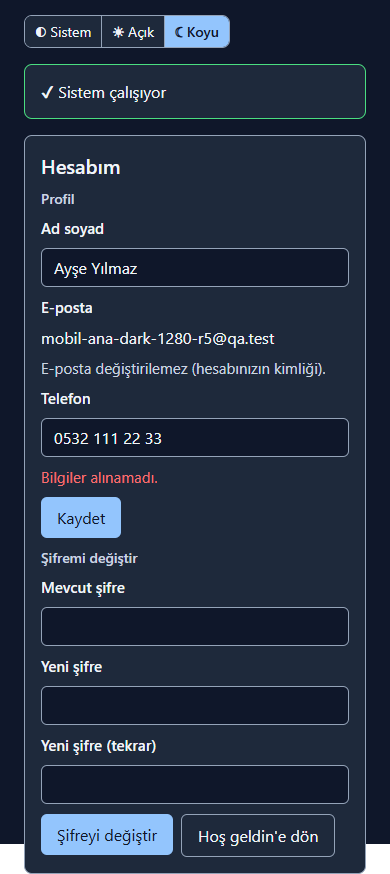 Sistem
Açık
Koyu
✓ Sistem çalışıyor
Hesabım
Profil
Ad soyad
Ayşe Yılmaz
E-posta
mobil-ana-dark-1280-r5@qa.test
E-posta değiştirilemez (hesabınızın kimliği).
Telefon
0532 111 22 33
Bilgiler alınamadı.
Kaydet
Şifremi değiştir
Mevcut şifre
Yeni şifre
Yeni şifre (tekrar)
Şifreyi değiştir
Hoş geldin'e dön